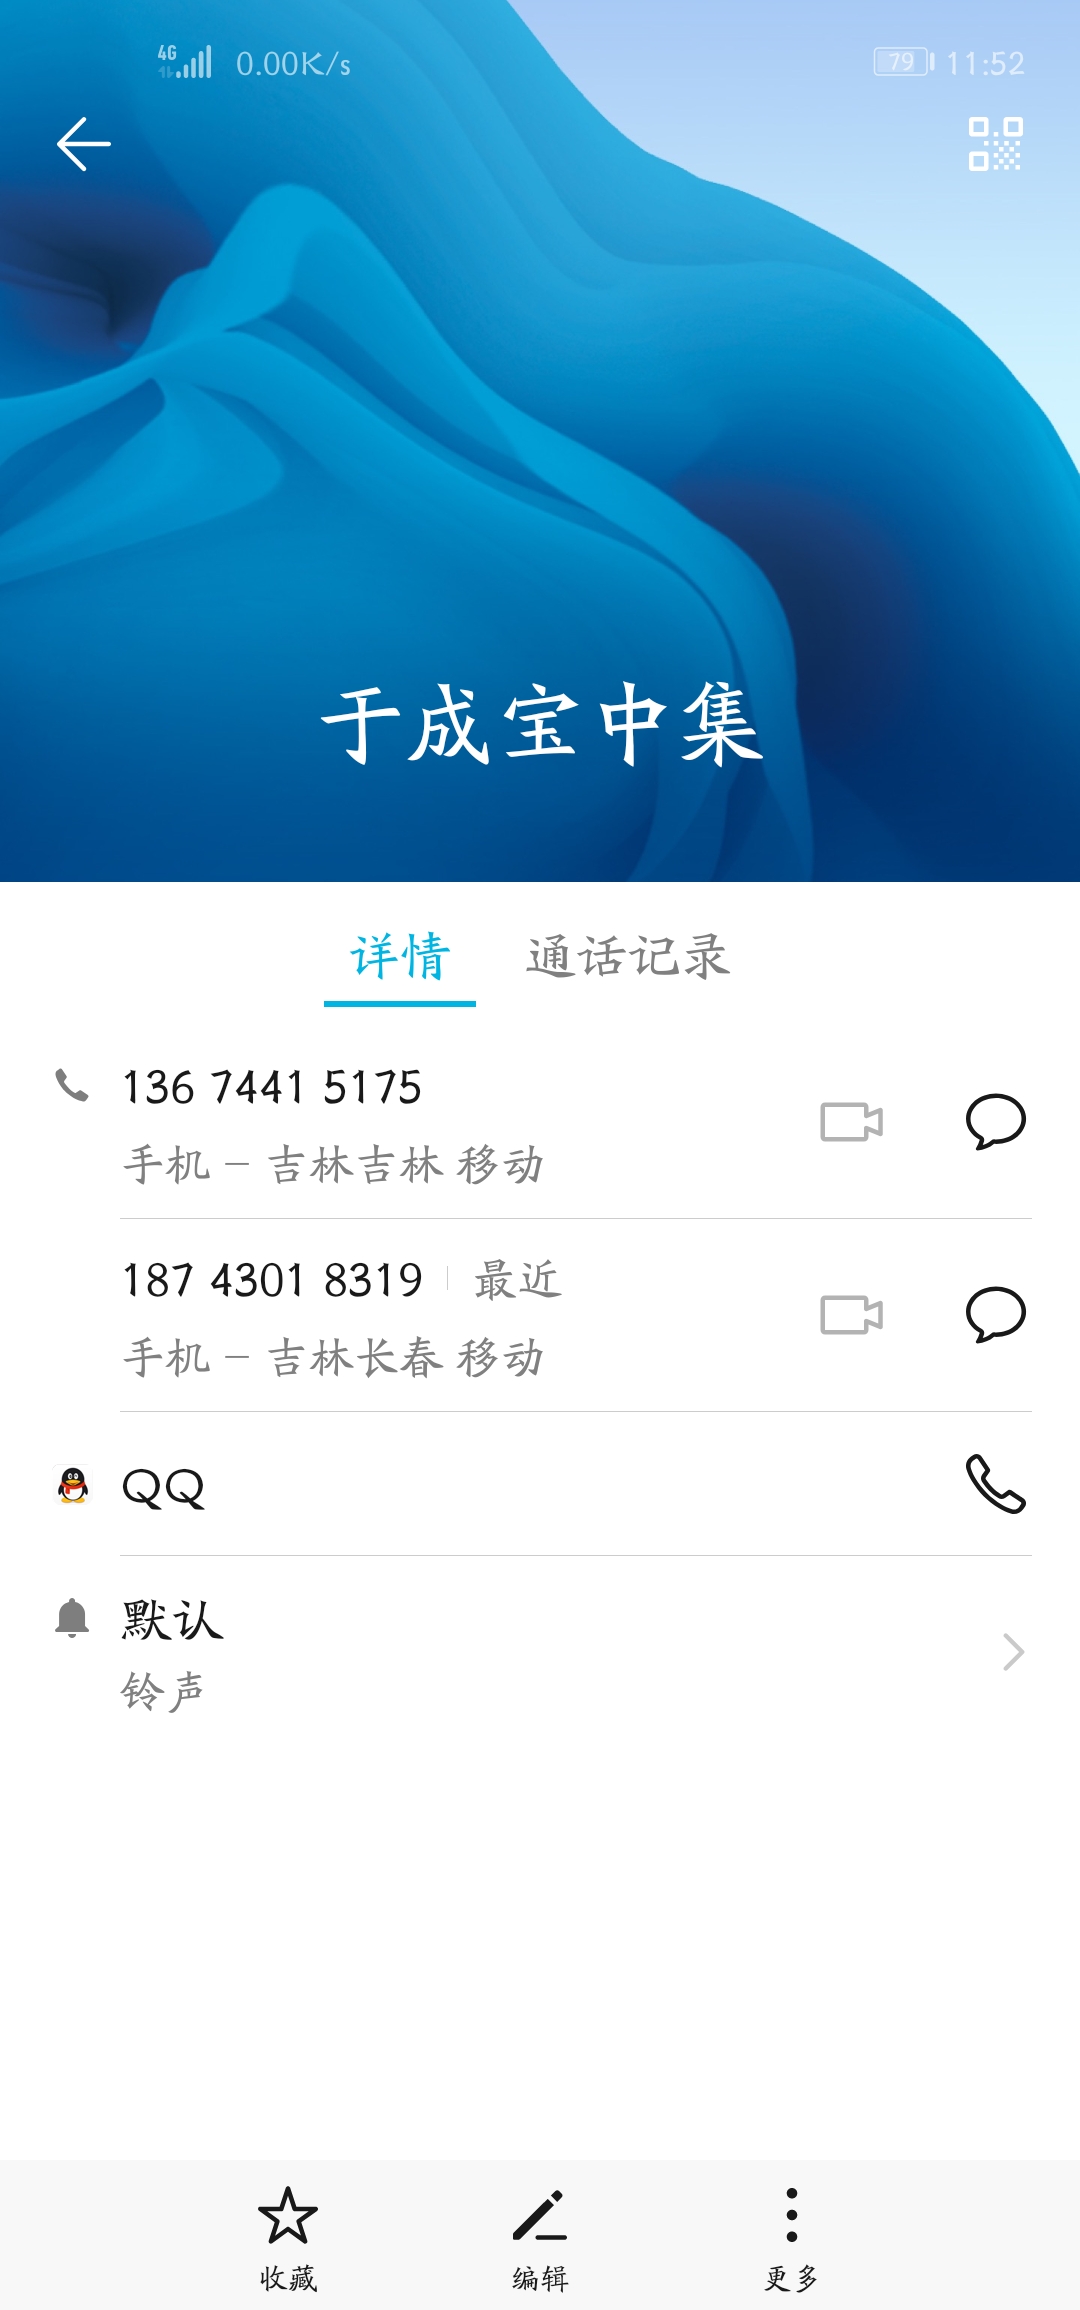 4G 0.00K/s 79 11:52
于成宝中集
详情 通话记录
136 7441 5175
手机 – 吉林吉林 移动
187 4301 8319 最近
手机 – 吉林长春 移动
QQ
默认
铃声
收藏 编辑 更多